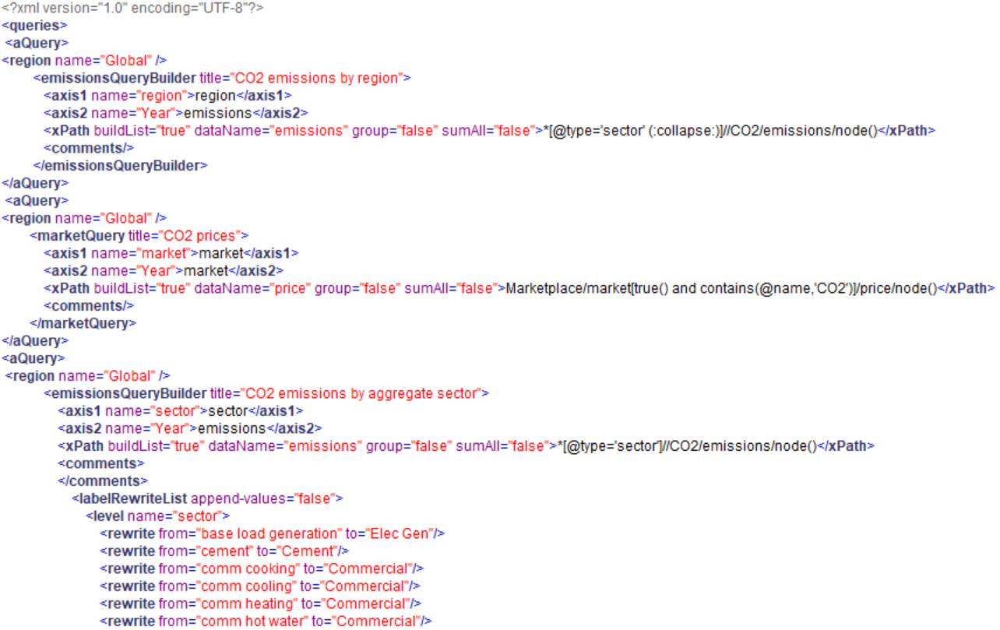 <?xml version="1.0" encoding="UTF-8"?>
<queries>
<aQuery>
<region name="Global" />
<emissionsQueryBuilder title="CO2 emissions by region">
<axis1 name="region">region</axis1>
<axis2 name="Year">emissions</axis2>
<xPath buildList="true" dataName="emissions" group="false" sumAll="false">*[@type='sector' (:collapse:)]//CO2/emissions/node()</xPath>
<comments/>
</emissionsQueryBuilder>
</aQuery>
<aQuery>
<region name="Global" />
<marketQuery title="CO2 prices">
<axis1 name="market">market</axis1>
<axis2 name="Year">market</axis2>
<xPath buildList="true" dataName="price" group="false" sumAll="false">Marketplace/market[true() and contains(@name,'CO2')]/price/node()</xPath>
<comments/>
</marketQuery>
</aQuery>
<aQuery>
<region name="Global" />
<emissionsQueryBuilder title="CO2 emissions by aggregate sector">
<axis1 name="sector">sector</axis1>
<axis2 name="Year">emissions</axis2>
<xPath buildList="true" dataName="emissions" group="false" sumAll="false">*[@type='sector']//CO2/emissions/node()</xPath>
<comments>
</comments>
<labelRewriteList append-values="false">
<level name="sector">
<rewrite from="base load generation" to="Elec Gen"/>
<rewrite from="cement" to="Cement"/>
<rewrite from="comm cooking" to="Commercial"/>
<rewrite from="comm cooling" to="Commercial"/>
<rewrite from="comm heating" to="Commercial"/>
<rewrite from="comm hot water" to="Commercial"/>